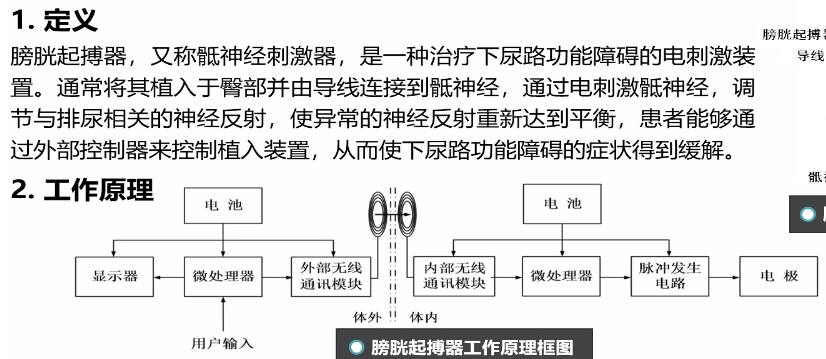 1. 定义
膀胱起搏器，又称骶神经刺激器，是一种治疗下尿路功能障碍的电刺激装
置。通常将其植入于臀部并由导线连接到骶神经，通过电刺激骶神经，调
节与排尿相关的神经反射，使异常的神经反射重新达到平衡，患者能够通
过外部控制器来控制植入装置，从而使下尿路功能障碍的症状得到缓解。
膀胱起搏
导线
2. 工作原理
电池
电池
显示器
微处理器
外部无线
通讯模块
内部无线
通讯模块
微处理器
脉冲发生
电路
电极
用户输入
体外
体内
膀胱起搏器工作原理框图
骶